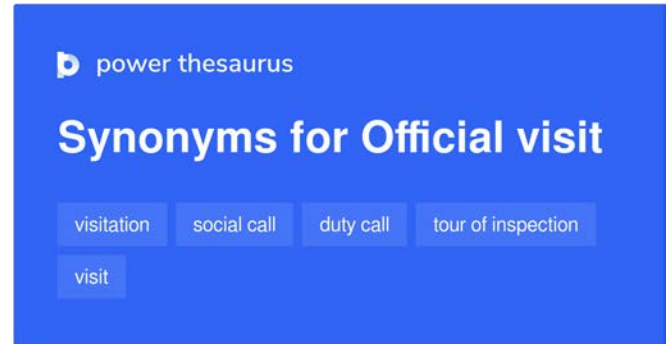 power thesaurus
Synonyms for Official visit
visitation social call duty call tour of inspection
visit